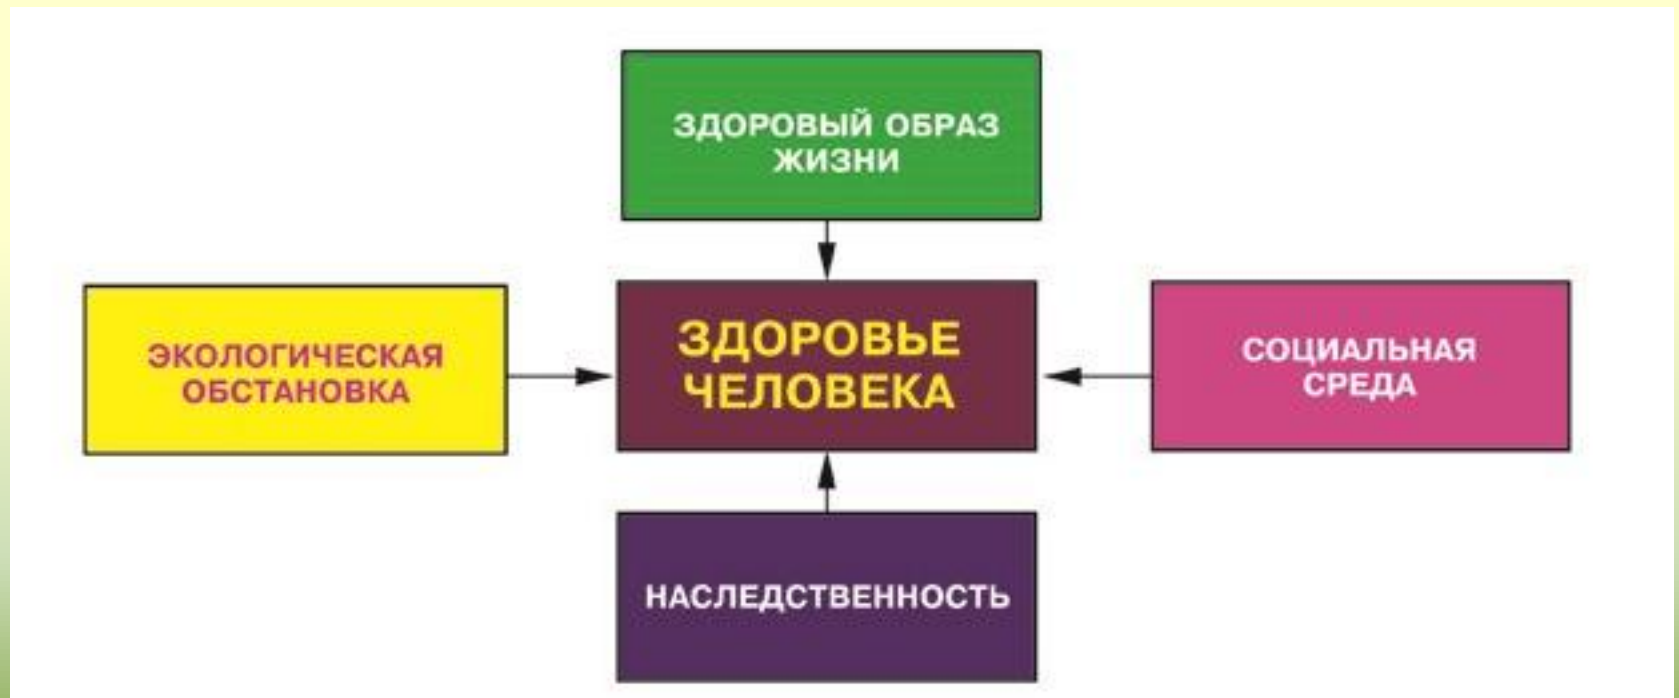 ЗДОРОВЫЙ ОБРАЗ
ЖИЗНИ
ЭКОЛОГИЧЕСКАЯ
ОБСТАНОВКА
ЗДОРОВЬЕ
ЧЕЛОВЕКА
СОЦИАЛЬНАЯ
СРЕДА
НАСЛЕДСТВЕННОСТЬ